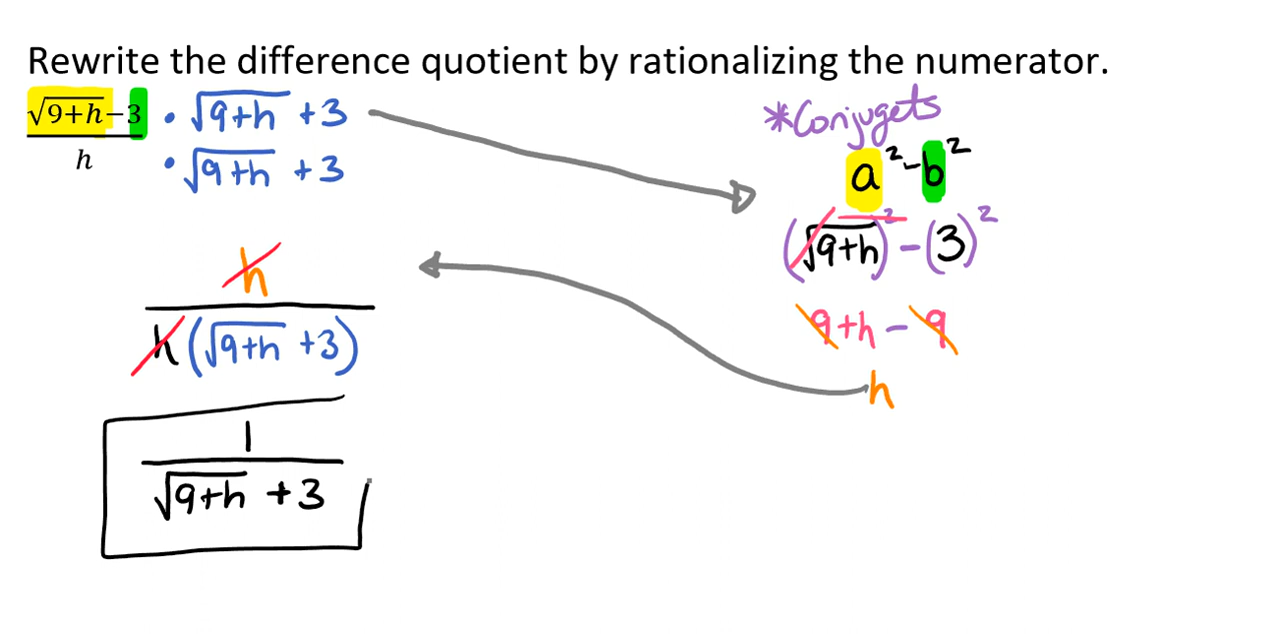 Rewrite the difference quotient by rationalizing the numerator.
√9+h−3 • √9+h +3
h • √9+h +3
*Conjugets
a²-b²
(√9+h)² - (3)²
9+h - 9
h
h
h(√9+h +3)
1
√9+h +3